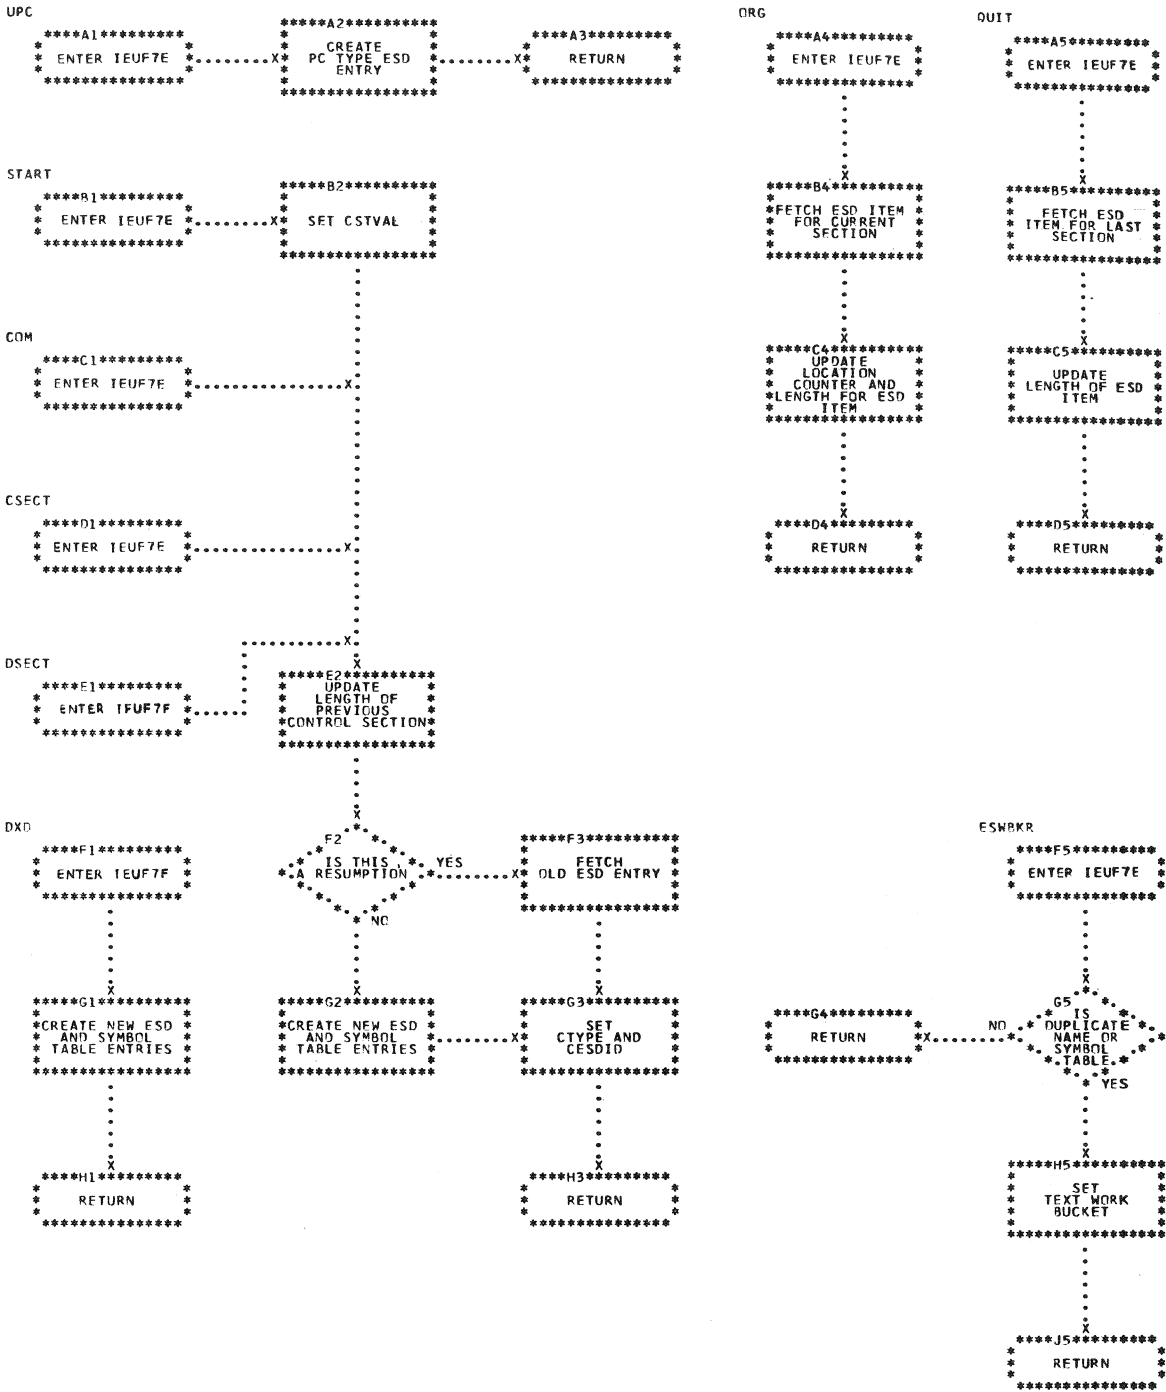 UPC
****A1*********
ENTER IEUF7E
*****A2**********
CREATE
PC TYPE ESD
ENTRY
****A3*********
RETURN
START
****B1*********
ENTER IEUF7E
*****B2**********
SET CSTVAL
COM
****C1*********
ENTER IEUF7E
CSECT
****D1*********
ENTER IEUF7E
DSECT
****E1*********
ENTER IFUF7F
*****E2**********
UPDATE
LENGTH OF
PREVIOUS
*CONTROL SECTION*
DXD
****F1*********
ENTER IEUF7F
F2
IS THIS
A RESUMPTION
YES
NO
*****F3**********
FETCH
OLD ESD ENTRY
*****G1**********
*CREATE NEW ESD
AND SYMBOL
TABLE ENTRIES
*****G2**********
*CREATE NEW ESD
AND SYMBOL
TABLE ENTRIES
*****G3**********
SET
CTYPE AND
CESDID
****H1*********
RETURN
****H3*********
RETURN
ORG
****A4*********
ENTER IEUF7E
*****B4**********
*FETCH ESD ITEM
FOR CURRENT
SECTION
*****C4**********
UPDATE
LOCATION
COUNTER AND
*LENGTH FOR ESD
ITEM
****D4*********
RETURN
QUIT
****A5*********
ENTER IEUF7E
*****B5**********
FETCH ESD
ITEM FOR LAST
SECTION
*****C5**********
UPDATE
LENGTH OF ESD
ITEM
****D5*********
RETURN
ESWBKR
****F5*********
ENTER IEUF7E
G5
IS
DUPLICATE
NAME OR
SYMBOL
TABLE
NO
YES
****G4*********
RETURN
*****H5**********
SET
TEXT WORK
BUCKET
****J5*********
RETURN